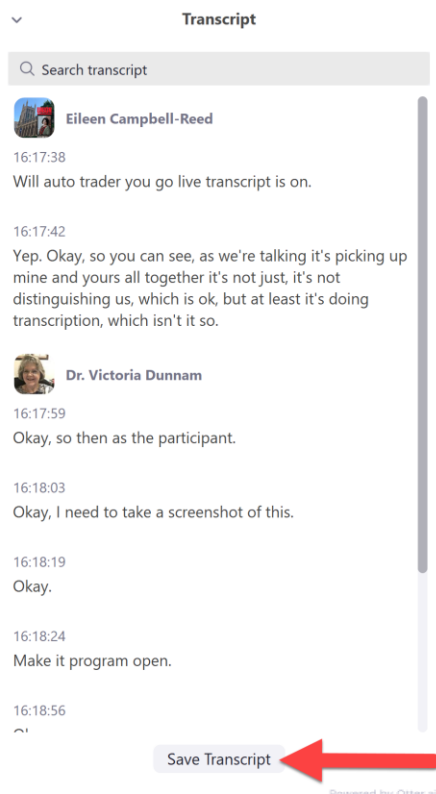 Transcript
Search transcript
Eileen Campbell-Reed
16:17:38
Will auto trader you go live transcript is on.
16:17:42
Yep. Okay, so you can see, as we're talking it's picking up
mine and yours all together it's not just, it's not
distinguishing us, which is ok, but at least it's doing
transcription, which isn't it so.
Dr. Victoria Dunnam
16:17:59
Okay, so then as the participant.
16:18:03
Okay, I need to take a screenshot of this.
16:18:19
Okay.
16:18:24
Make it program open.
16:18:56
Save Transcript
Powered by